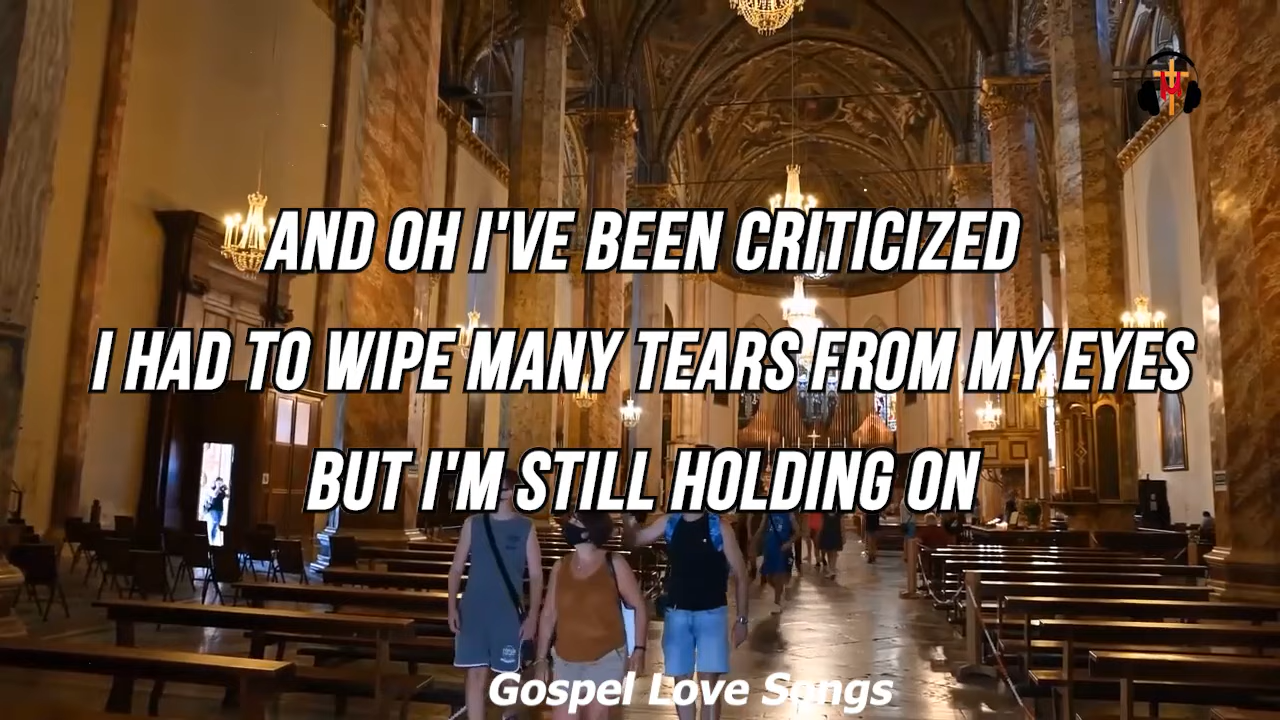 AND OH I'VE BEEN CRITICIZED
I HAD TO WIPE MANY TEARS FROM MY EYES
BUT I'M STILL HOLDING ON
Gospel Love Songs